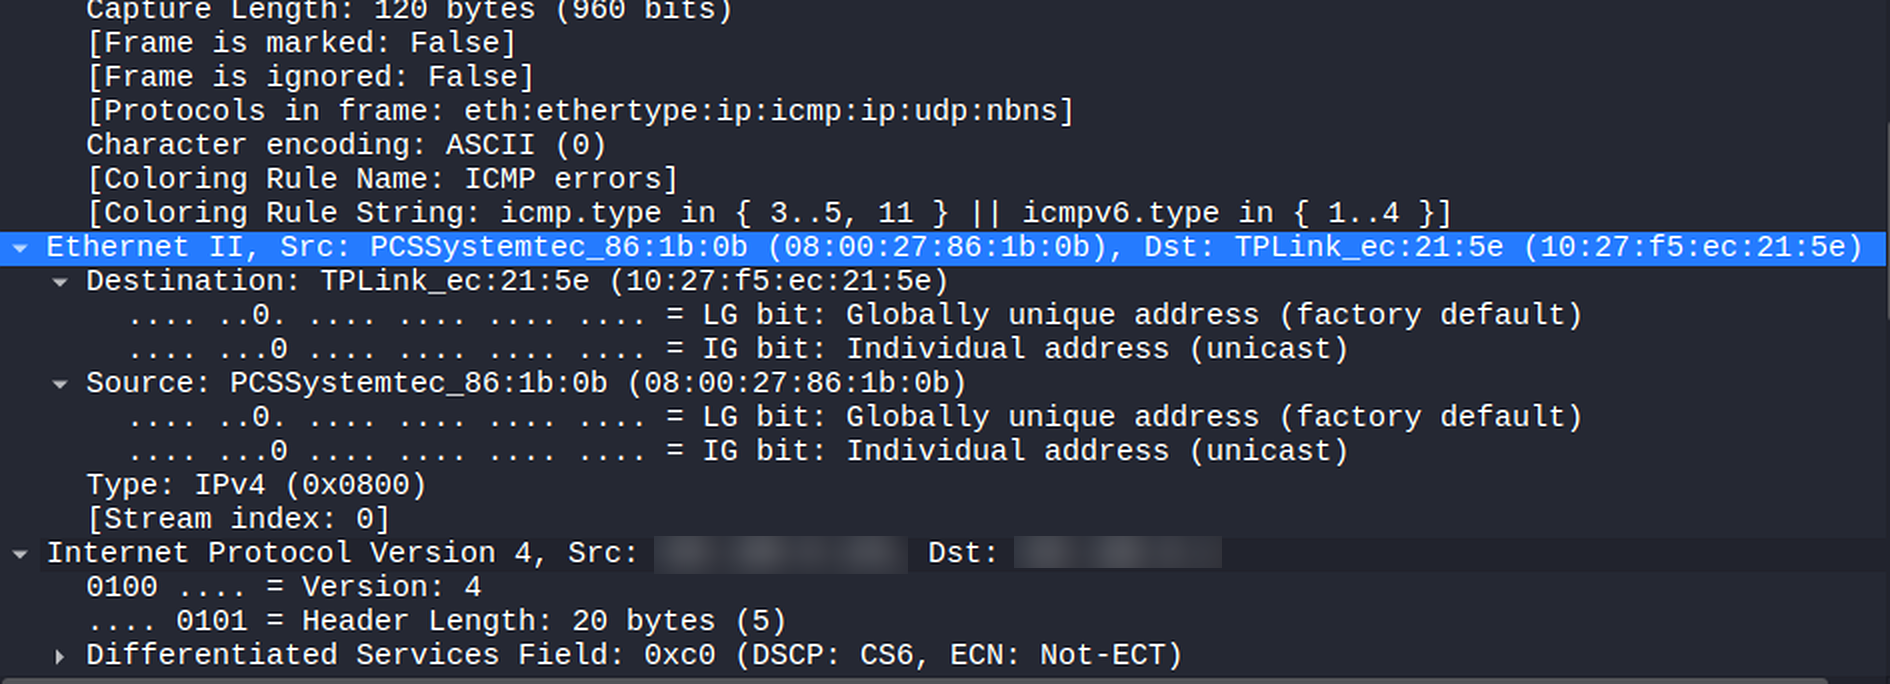 Capture Length: 120 bytes (960 bits)
[Frame is marked: False]
[Frame is ignored: False]
[Protocols in frame: eth:ethertype:ip:icmp:ip:udp:nbns]
Character encoding: ASCII (0)
[Coloring Rule Name: ICMP errors]
[Coloring Rule String: icmp.type in { 3..5, 11 } || icmpv6.type in { 1..4 }]
Ethernet II, Src: PCSSystemtec_86:1b:0b (08:00:27:86:1b:0b), Dst: TPLink_ec:21:5e (10:27:f5:ec:21:5e)
Destination: TPLink_ec:21:5e (10:27:f5:ec:21:5e)
.... ..0. .... .... .... .... = LG bit: Globally unique address (factory default)
.... ...0 .... .... .... .... = IG bit: Individual address (unicast)
Source: PCSSystemtec_86:1b:0b (08:00:27:86:1b:0b)
.... ..0. .... .... .... .... = LG bit: Globally unique address (factory default)
.... ...0 .... .... .... .... = IG bit: Individual address (unicast)
Type: IPv4 (0x0800)
[Stream index: 0]
Internet Protocol Version 4, Src: Dst:
0100 .... = Version: 4
.... 0101 = Header Length: 20 bytes (5)
Differentiated Services Field: 0xc0 (DSCP: CS6, ECN: Not-ECT)